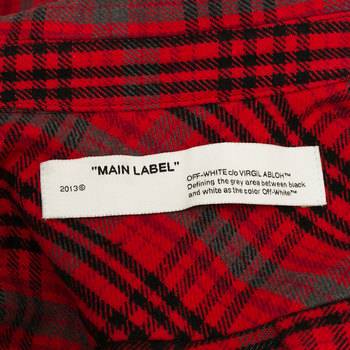 "MAIN LABEL"
2013©
OFF-WHITE c/o VIRGIL ABLOH™
Defining the grey area between black
and white as the color Off-White™